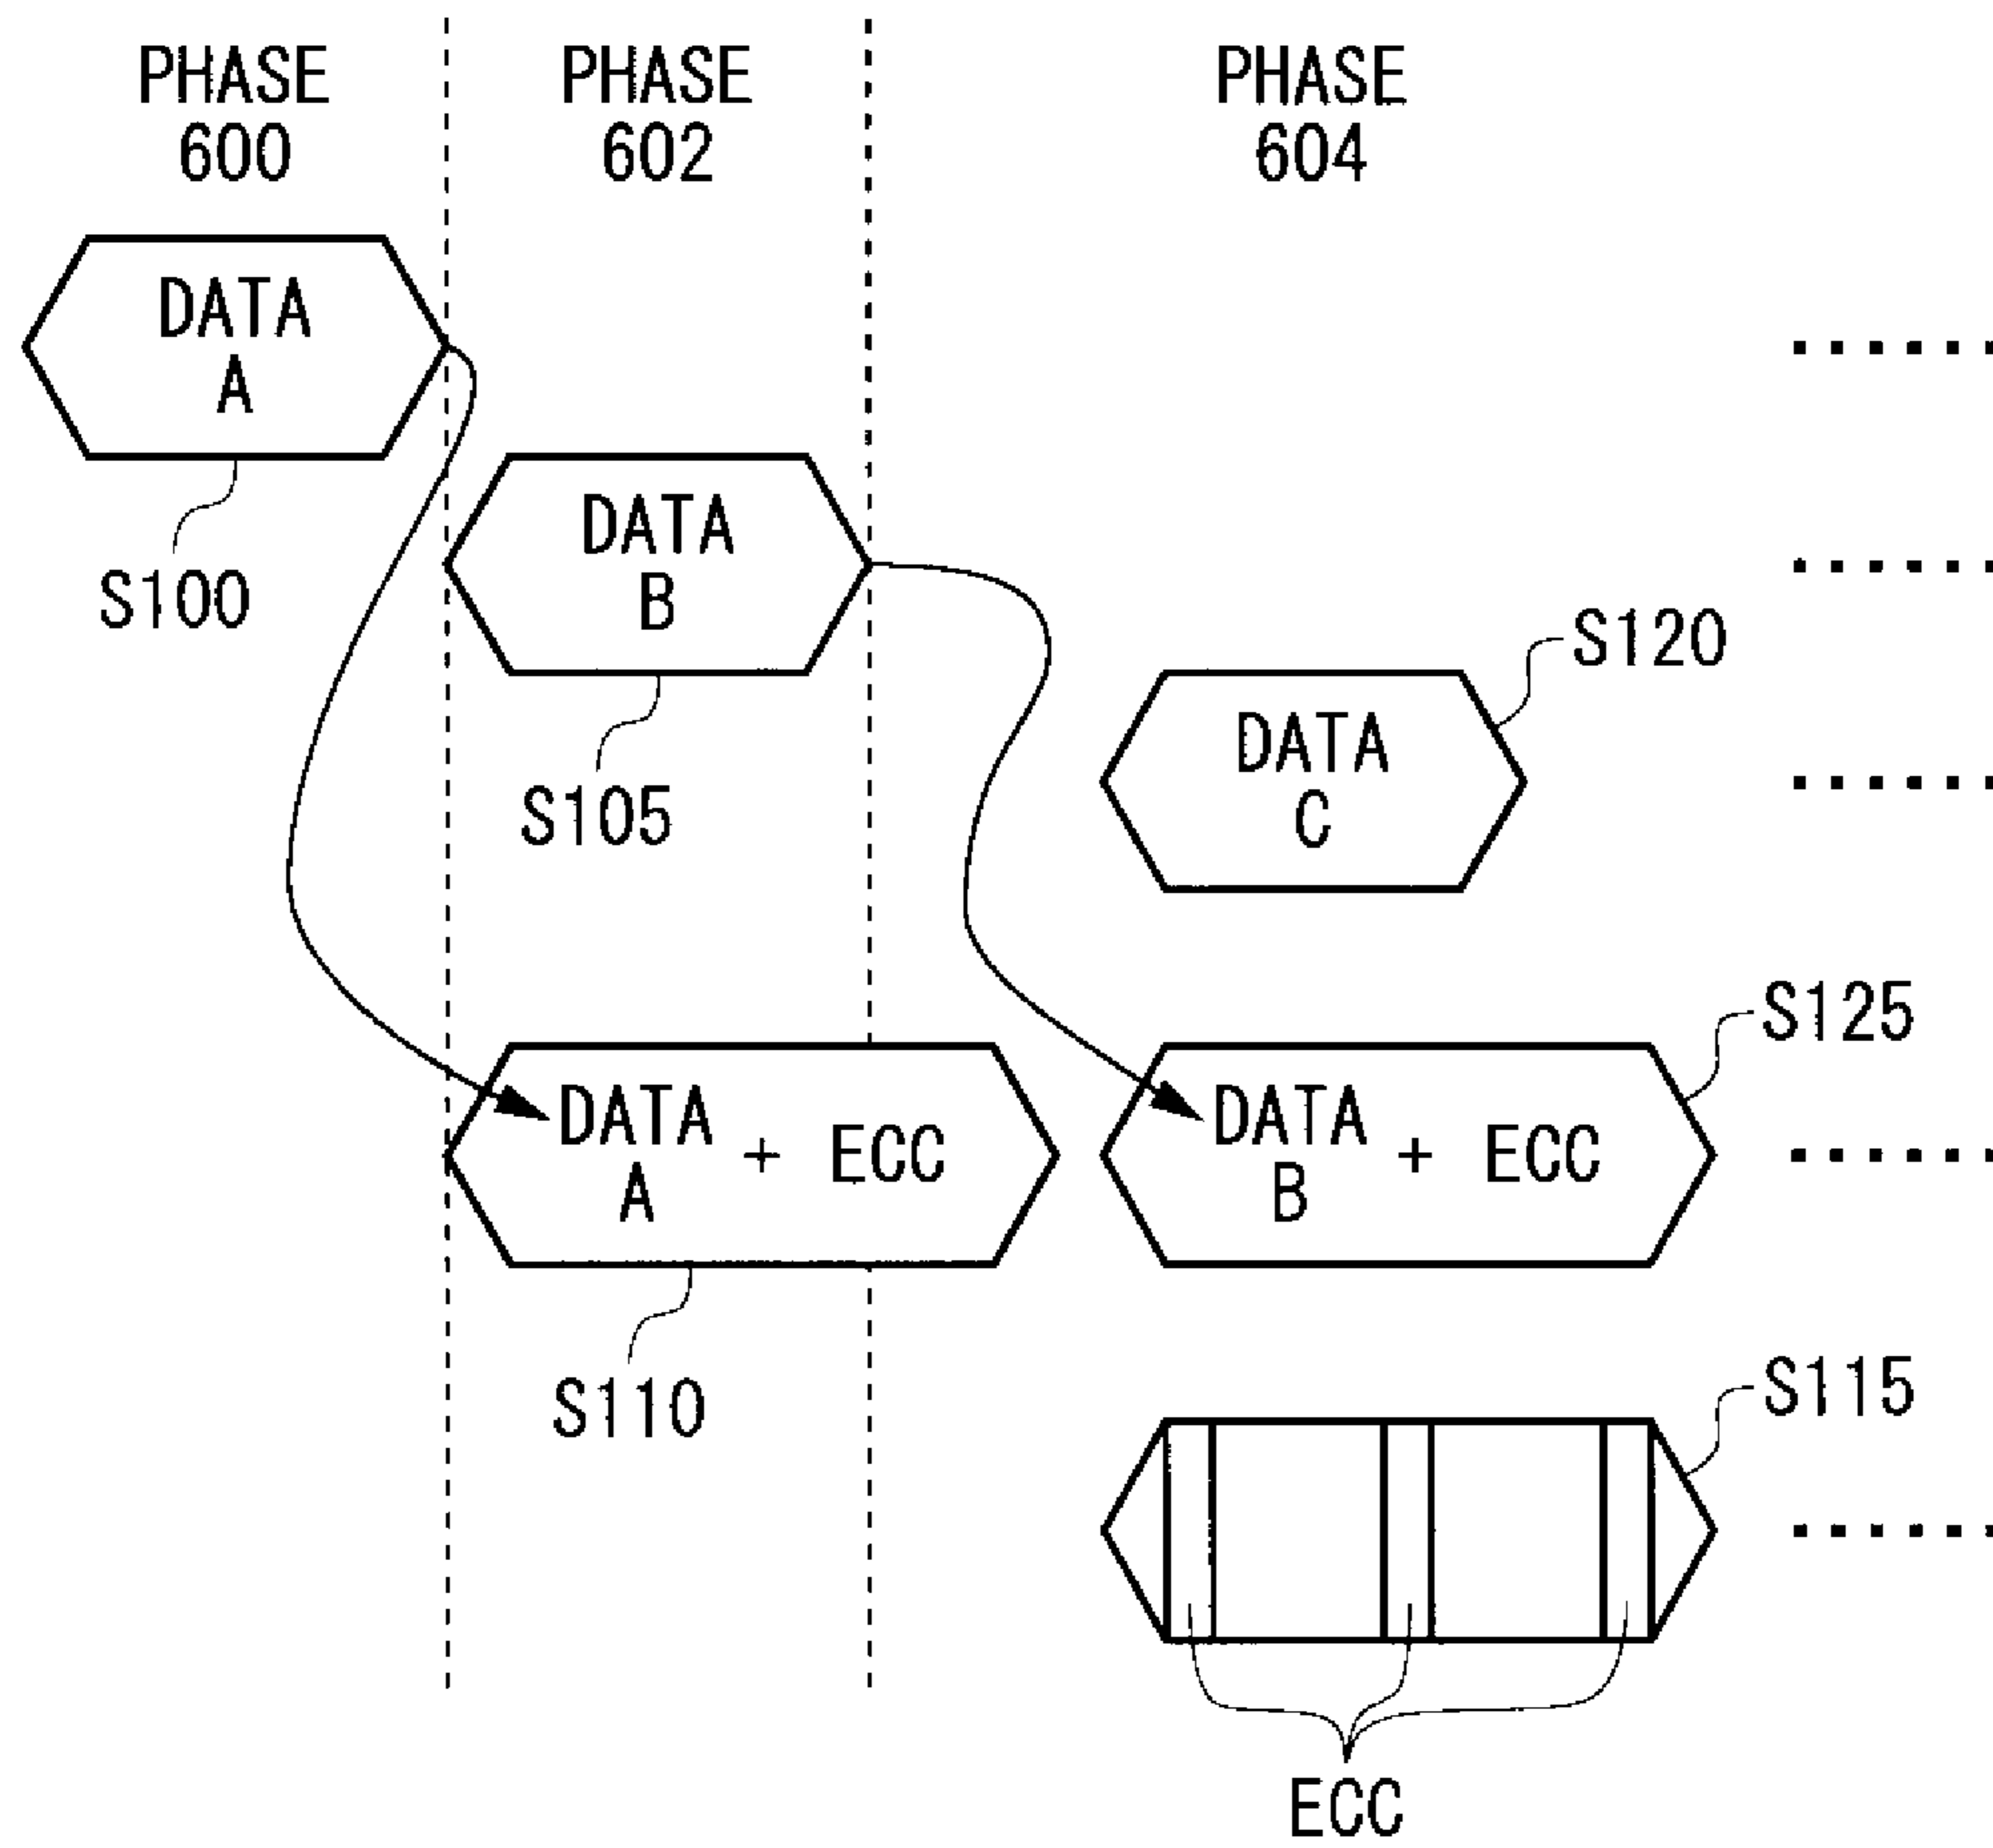 PHASE PHASE PHASE
600 602 604
DATA
A
S100
DATA
B
S105
S120
DATA
C
S125
DATA
A + ECC
DATA
B + ECC
S110
S115
ECC